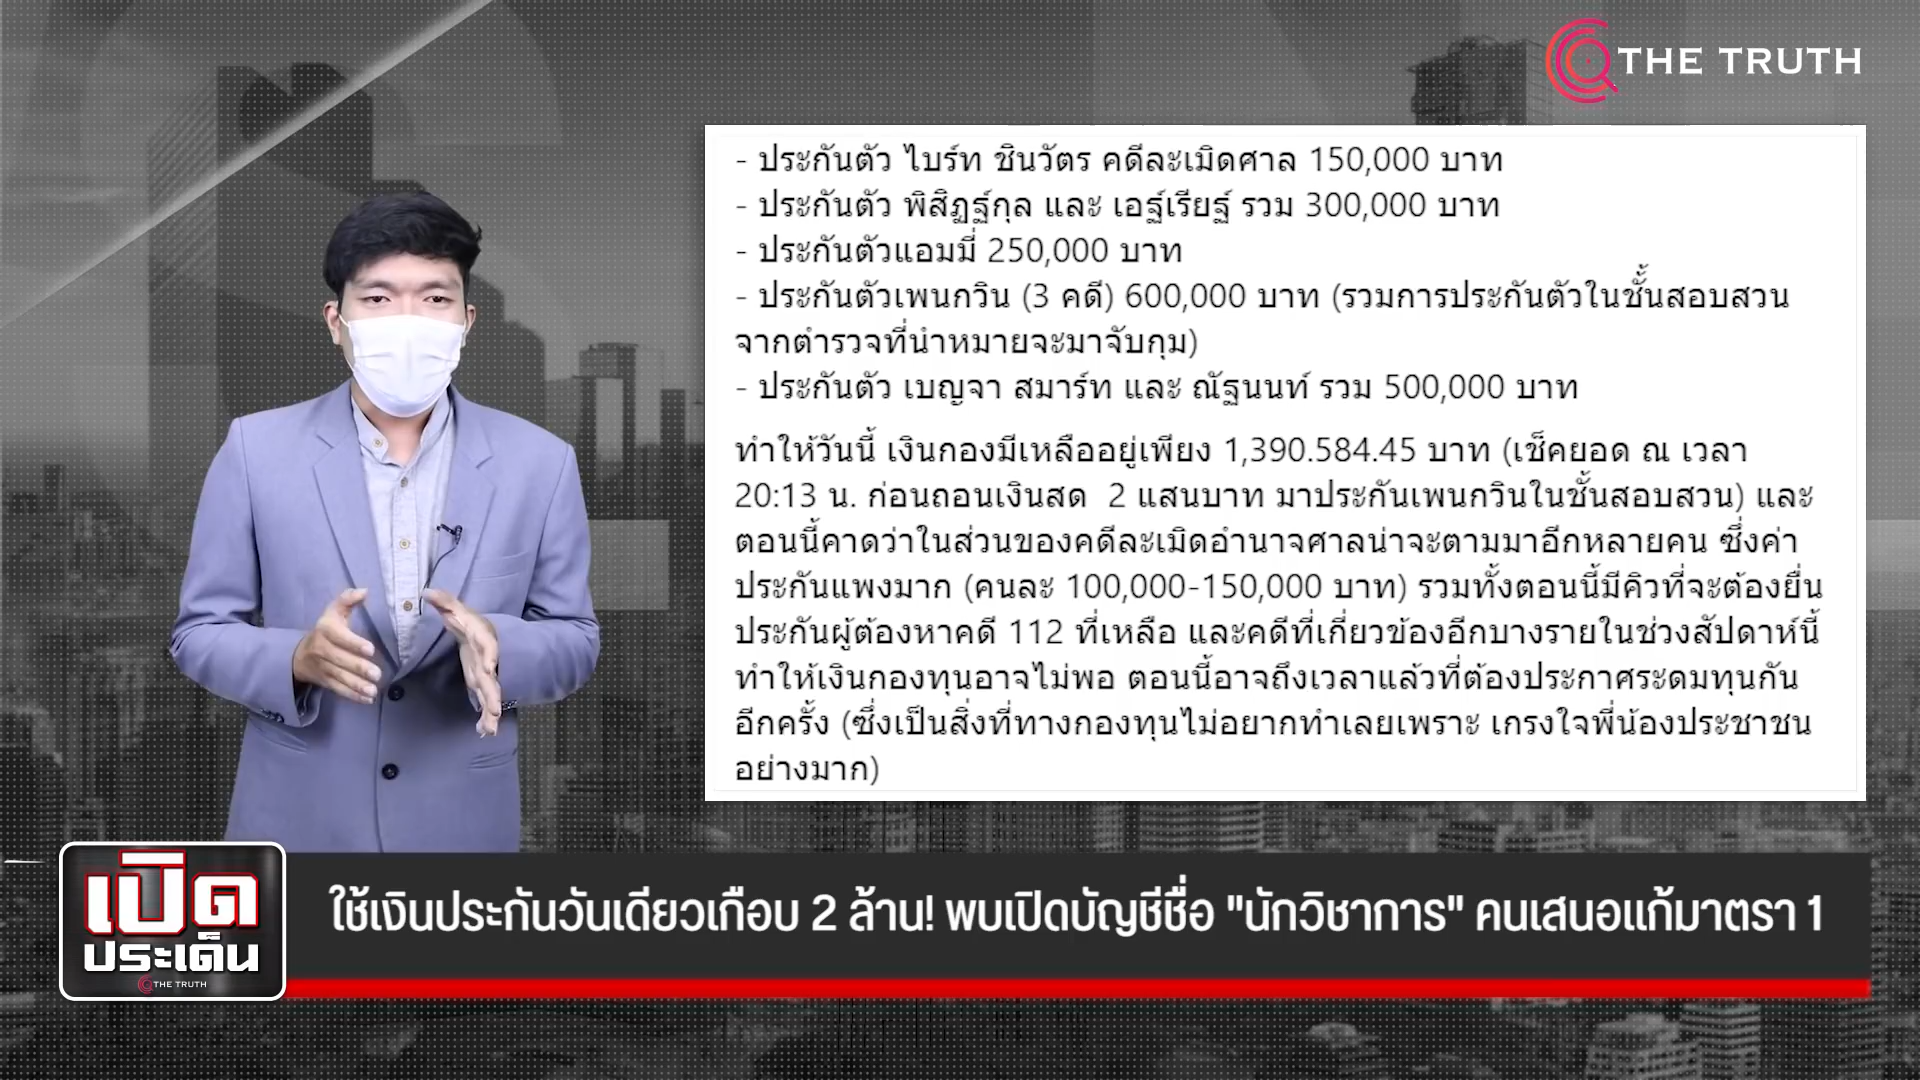 THE TRUTH
- ประกันตัว ไบร์ท ชินวัตร คดีละเมิดศาล 150,000 บาท
- ประกันตัว พิสิฏฐ์กุล และ เอฐ์เรียฐ์ รวม 300,000 บาท
- ประกันตัวแอมมี่ 250,000 บาท
- ประกันตัวเพนกวิน (3 คดี) 600,000 บาท (รวมการประกันตัวในชั้นสอบสวน
จากตำรวจที่นำหมายจะมาจับกุม)
- ประกันตัว เบญจา สมาร์ท และ ณัฐนนท์ รวม 500,000 บาท
ทำให้วันนี้ เงินกองมีเหลืออยู่เพียง 1,390.584.45 บาท (เช็คยอด ณ เวลา
20:13 น. ก่อนถอนเงินสด 2 แสนบาท มาประกันเพนกวินในชั้นสอบสวน) และ
ตอนนี้คาดว่าในส่วนของคดีละเมิดอำนาจศาลน่าจะตามมาอีกหลายคน ซึ่งค่า
ประกันแพงมาก (คนละ 100,000-150,000 บาท) รวมทั้งตอนนี้มีคิวที่จะต้องยื่น
ประกันผู้ต้องหาคดี 112 ที่เหลือ และคดีที่เกี่ยวข้องอีกบางรายในช่วงสัปดาห์นี้
ทำให้เงินกองทุนอาจไม่พอ ตอนนี้อาจถึงเวลาแล้วที่ต้องประกาศระดมทุนกัน
อีกครั้ง (ซึ่งเป็นสิ่งที่ทางกองทุนไม่อยากทำเลยเพราะ เกรงใจพี่น้องประชาชน
อย่างมาก)
เปิด
ประเด็น
THE TRUTH
ใช้เงินประกันวันเดียวเกือบ 2 ล้าน! พบเปิดบัญชีชื่อ "นักวิชาการ" คนเสนอแก้มาตรา 1